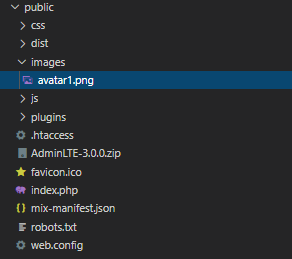 public
css
dist
images
avatar1.png
js
plugins
.htaccess
AdminLTE-3.0.0.zip
favicon.ico
index.php
mix-manifest.json
robots.txt
web.config